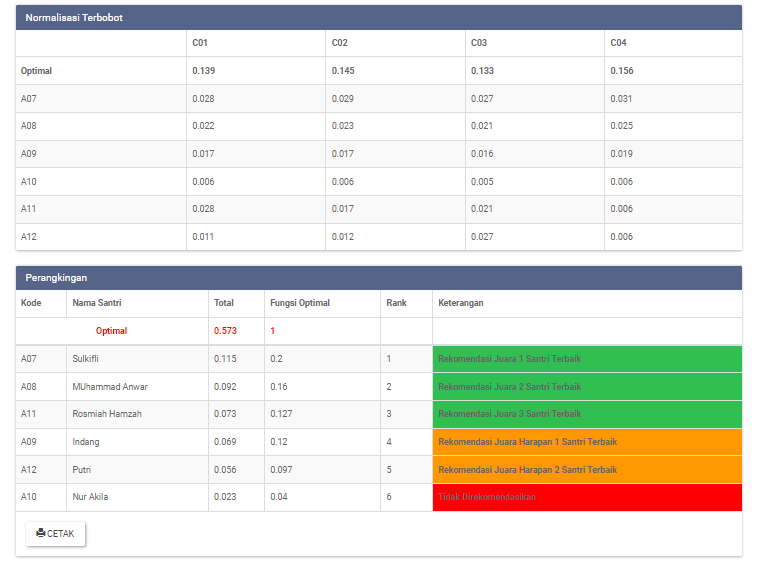 Normalisasi Terbobot
C01 C02 C03 C04
Optimal 0.139 0.145 0.133 0.156
A07 0.028 0.029 0.027 0.031
A08 0.022 0.023 0.021 0.025
A09 0.017 0.017 0.016 0.019
A10 0.006 0.006 0.005 0.006
A11 0.028 0.017 0.021 0.006
A12 0.011 0.012 0.027 0.006
Perangkingan
Kode Nama Santri Total Fungsi Optimal Rank Keterangan
Optimal 0.573 1
A07 Sulkifli 0.115 0.2 1 Rekomendasi Juara 1 Santri Terbaik
A08 MUhammad Anwar 0.092 0.16 2 Rekomendasi Juara 2 Santri Terbaik
A11 Rosmiah Hamzah 0.073 0.127 3 Rekomendasi Juara 3 Santri Terbaik
A09 Indang 0.069 0.12 4 Rekomendasi Juara Harapan 1 Santri Terbaik
A12 Putri 0.056 0.097 5 Rekomendasi Juara Harapan 2 Santri Terbaik
A10 Nur Akila 0.023 0.04 6 Tidak Direkomendasikan
CETAK